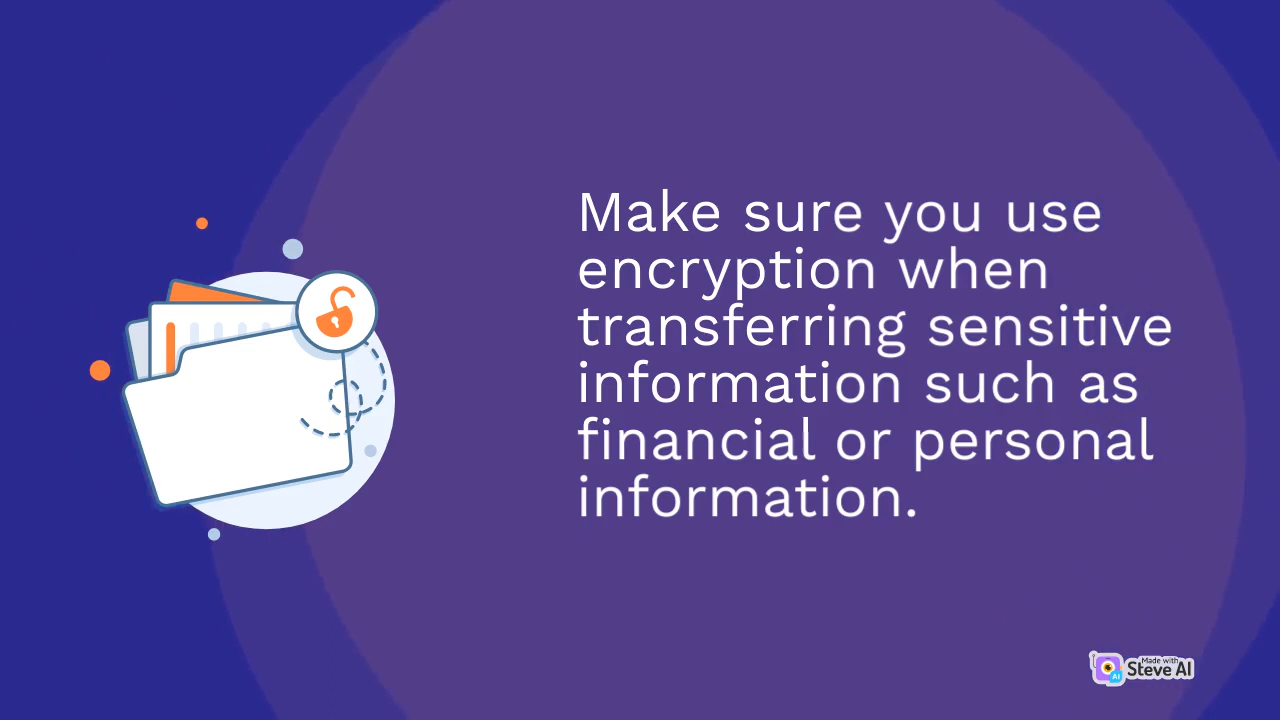 Make sure you use
encryption when
transferring sensitive
information such as
financial or personal
information.
Made with
Steve AI
AI